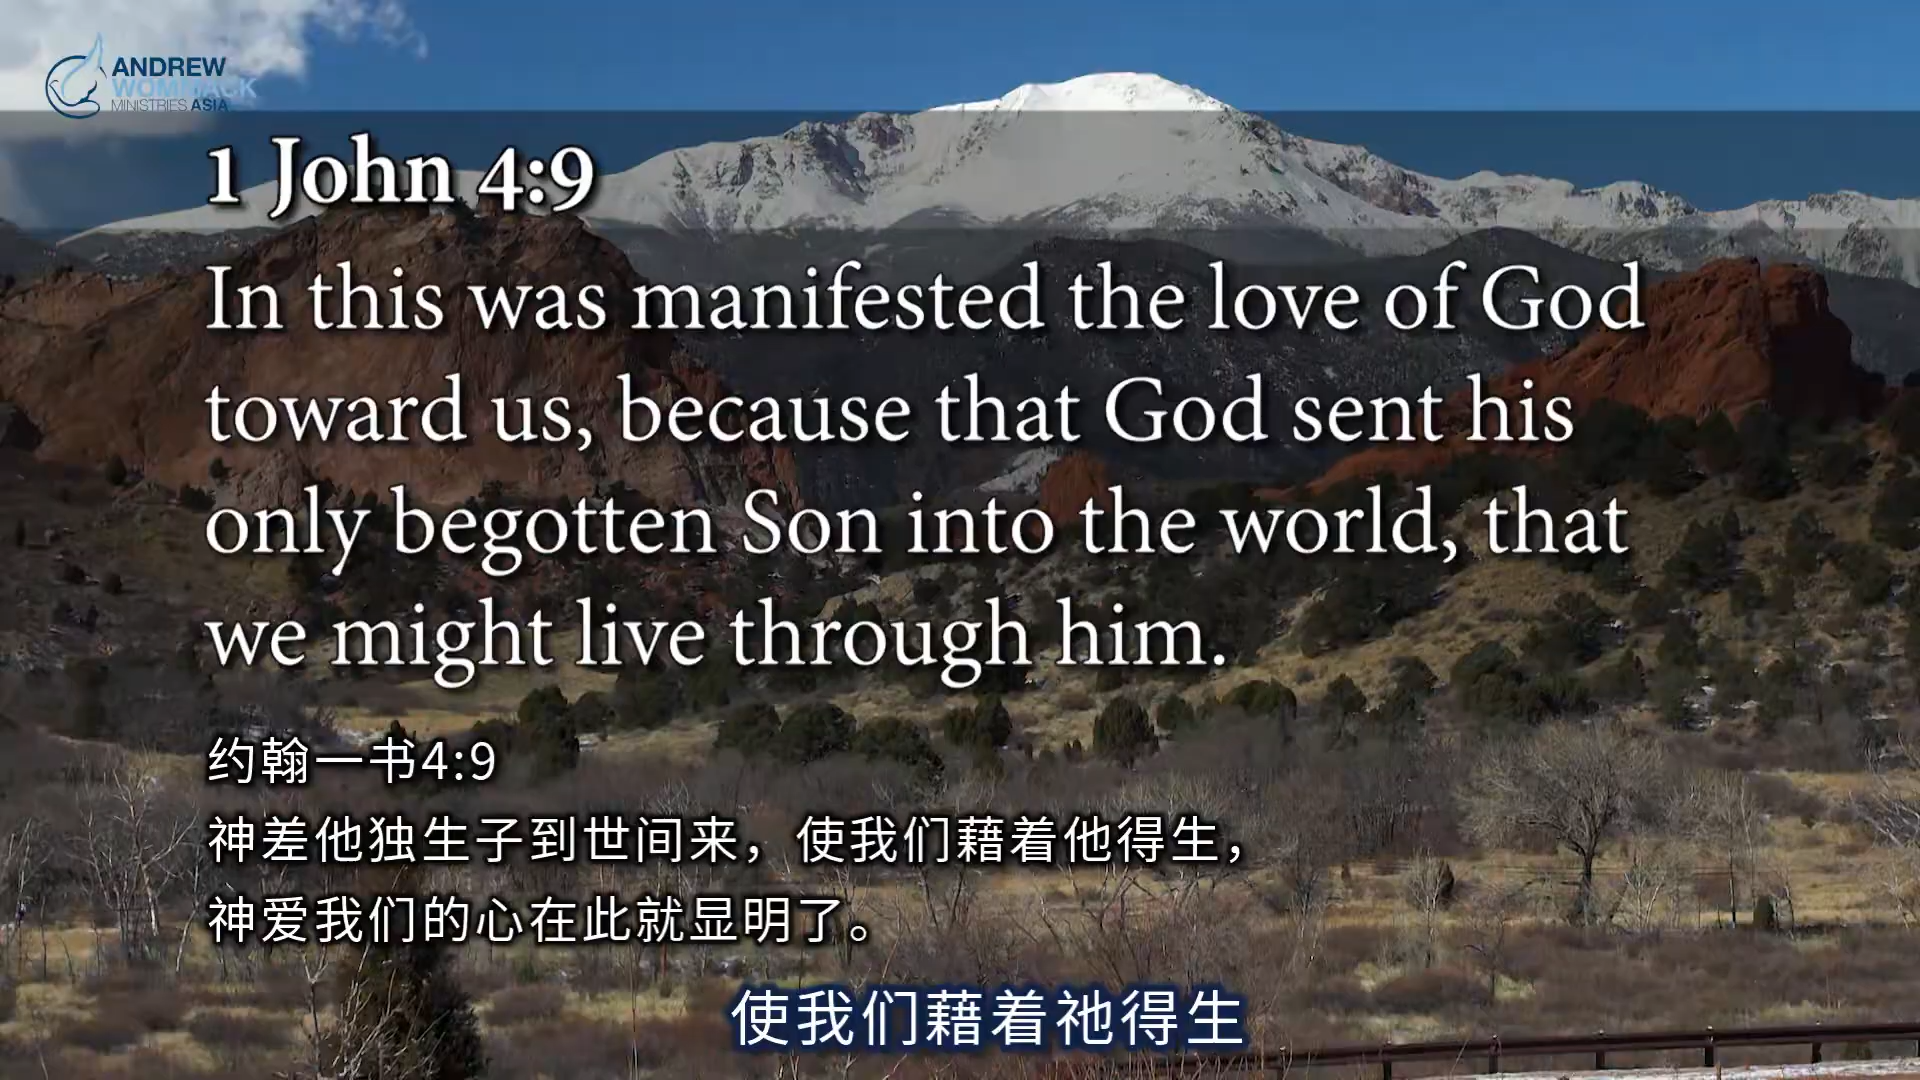 ANDREW
WOMMACK
MINISTRIES ASIA
1 John 4:9
In this was manifested the love of God
toward us, because that God sent his
only begotten Son into the world, that
we might live through him.
约翰一书4:9
神差他独生子到世间来，使我们藉着他得生，
神爱我们的心在此就显明了。
使我们藉着祂得生